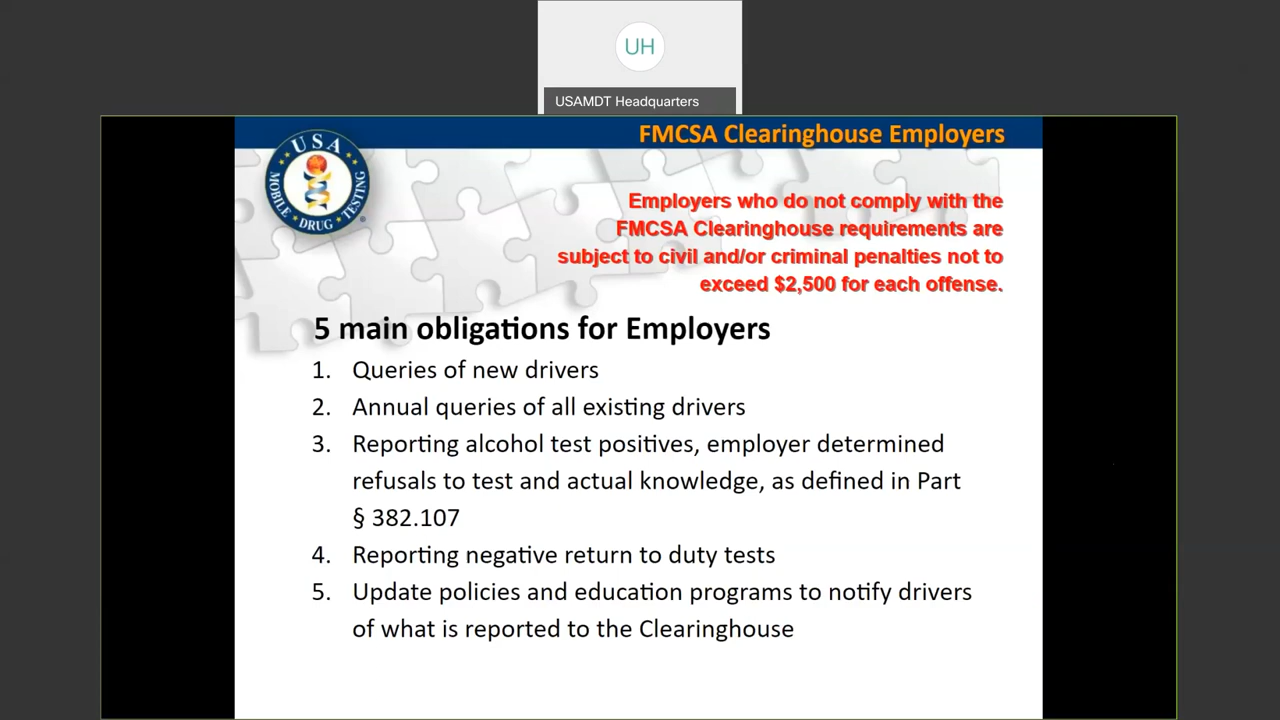 UH
USAMDT Headquarters
FMCSA Clearinghouse Employers
USA
MOBILE DRUG TESTING
Employers who do not comply with the
FMCSA Clearinghouse requirements are
subject to civil and/or criminal penalties not to
exceed $2,500 for each offense.
5 main obligations for Employers
1. Queries of new drivers
2. Annual queries of all existing drivers
3. Reporting alcohol test positives, employer determined
refusals to test and actual knowledge, as defined in Part
§ 382.107
4. Reporting negative return to duty tests
5. Update policies and education programs to notify drivers
of what is reported to the Clearinghouse